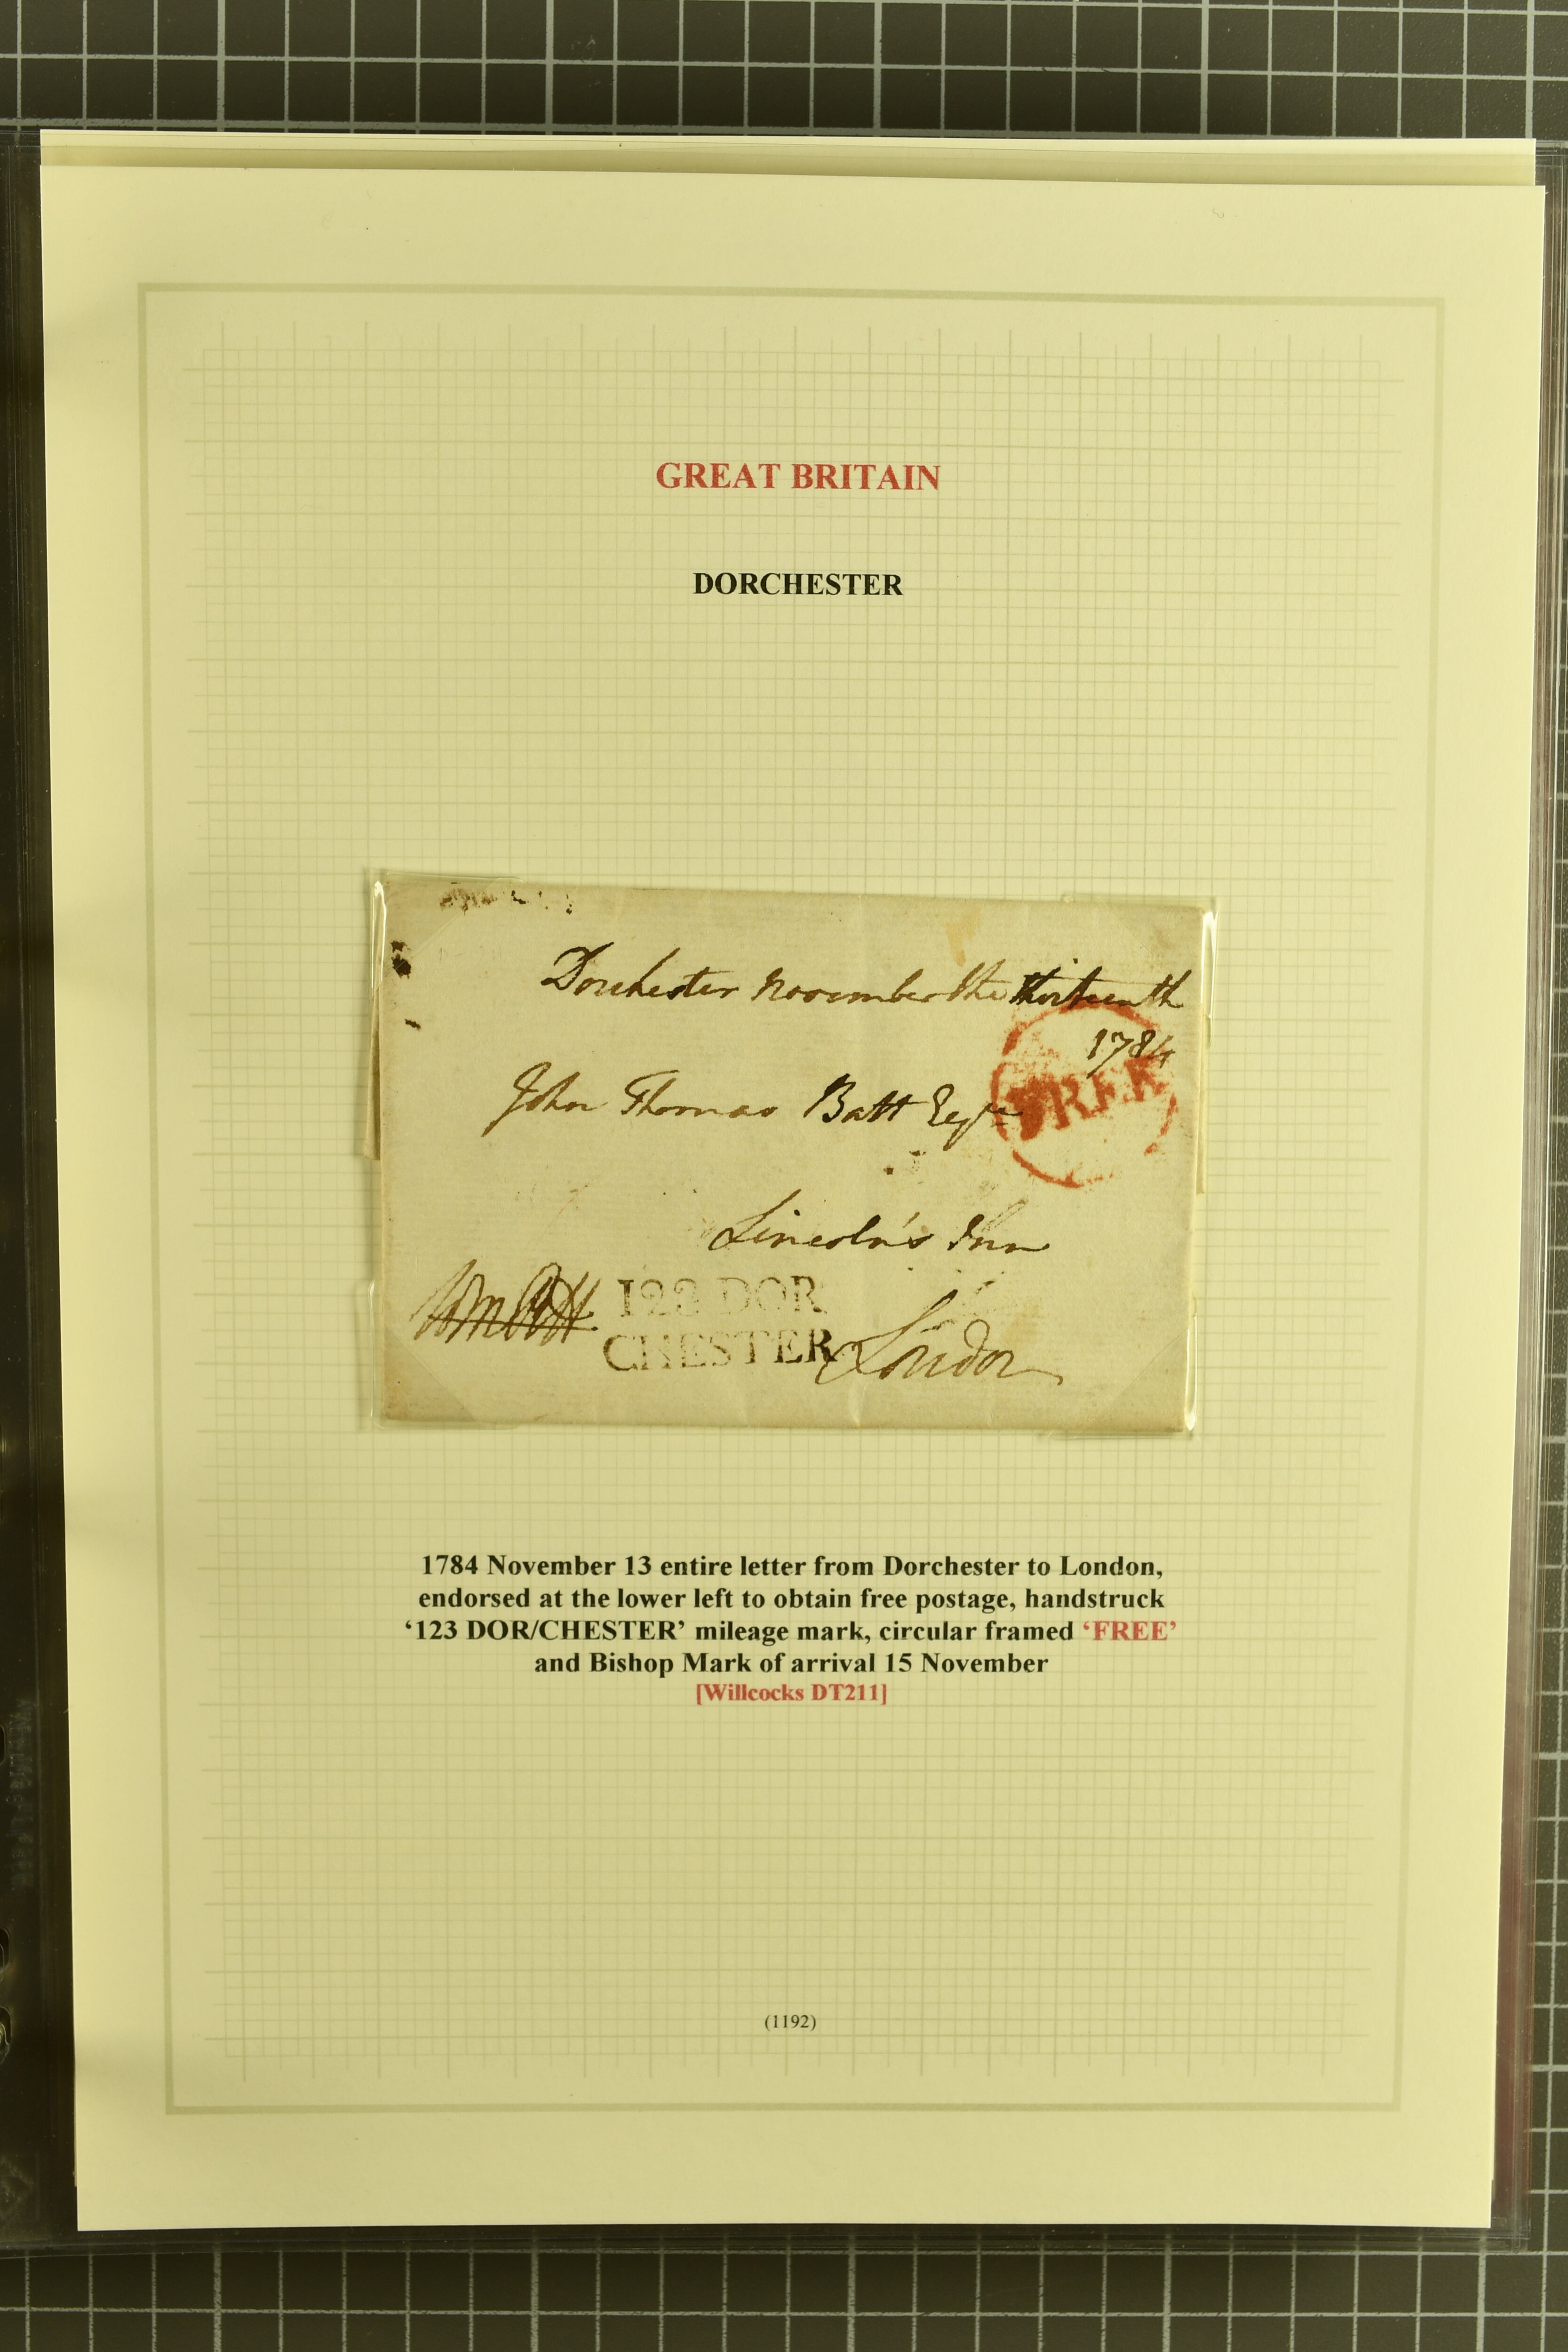 GREAT BRITAIN
DORCHESTER
Dorchester November the thirteenth
1784
FREE
John Thomas Batt Esqre
Lincoln's Inn
123 DOR
CHESTER
London
1784 November 13 entire letter from Dorchester to London,
endorsed at the lower left to obtain free postage, handstruck
‘123 DOR/CHESTER’ mileage mark, circular framed ‘FREE’
and Bishop Mark of arrival 15 November
[Willcocks DT211]
(1192)